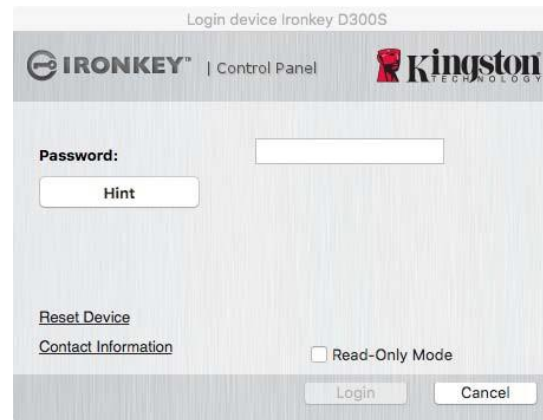 Login device Ironkey D300S
IRONKEY™ | Control Panel
Kingston
TECHNOLOGY
Password:
Hint
Reset Device
Contact Information
Read-Only Mode
Login
Cancel